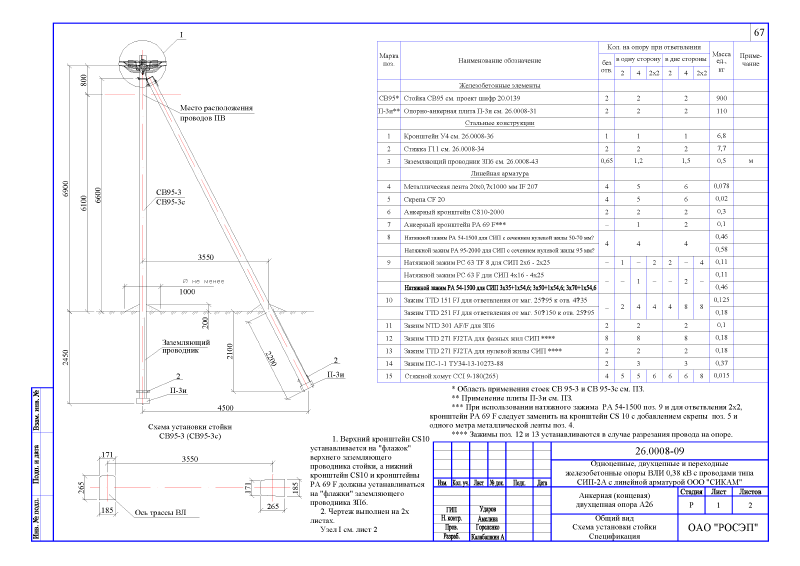 67
I
800
Место расположения
проводов ПВ
6900
6100
6600
СВ95-3
СВ95-3с
3550
Ø не менее
1000
200
2450
2100
2200
Заземляющий
проводник
2
П-3и
2
П-3и
4500
Схема установки стойки
СВ95-3 (СВ95-3с)
171
3550
265
185
Ось трассы ВЛ
171
185
265
Марка
поз.
Наименование обозначение
Кол. на опору при ответвлении
без
отв.
в одну сторону
в две стороны
2 4 2х2 2 4 2х2
Масса
ед.,
кг
Приме-
чание
Железобетонные элементы
СВ95* Стойка СВ95 см. проект шифр 20.0139 2 2 2 900
П-3и** Опорно-анкерная плита П-3и см. 26.0008-31 2 2 2 110
Стальные конструкции
1 Кронштейн У4 см. 26.0008-36 1 1 1 6,8
2 Стяжка Г11 см. 26.0008-34 2 2 2 7,7
3 Заземляющий проводник ЗП6 см. 26.0008-43 0,65 1,2 1,5 0,5 м
Линейная арматура
4 Металлическая лента 20х0,7х1000 мм IF 207 4 5 6 0,078
5 Скрепа CF 20 4 5 6 0,02
6 Анкерный кронштейн CS10-2000 2 2 2 0,3
7 Анкерный кронштейн РА 69 F*** – 1 2 0,1
8 Натяжной зажим РА 54-1500 для СИП с сечением нулевой жилы 50-70 мм? 4 4 4 0,46
Натяжной зажим РА 95-2000 для СИП с сечением нулевой жилы 95 мм? 0,58
9 Натяжной зажим РС 63 TF 8 для СИП 2х6 - 2х25 – 1 – 2 2 – 4 0,11
Натяжной зажим РС 63 F для СИП 4х16 - 4х25 – – 1 – – 2 – 0,11
Натяжной зажим РА 54-1500 для СИП 3х35+1х54,6; 3х50+1х54,6; 3х70+1х54,6 0,46
10 Зажим TTD 151 FJ для ответвления от маг. 25?95 к отв. 4?35 – 2 4 4 4 8 8 0,125
Зажим TTD 251 FJ для ответвления от маг. 50?150 к отв. 25?95 0,18
11 Зажим NTD 301 AF/F для ЗП6 2 2 2 0,1
12 Зажим TTD 271 FJ2TA для фазных жил СИП **** 8 8 8 0,18
13 Зажим TTD 271 FJ2TA для нулевой жилы СИП **** 2 2 2 0,18
14 Зажим ПС-1-1 ТУ34-13-10273-88 2 3 3 0,37
15 Стяжной хомут CCI 9-180(265) 4 5 5 6 6 6 8 0,015
* Область применения стоек СВ 95-3 и СВ 95-3с см. ПЗ.
** Применение плиты П-3и см. ПЗ.
*** При использовании натяжного зажима РА 54-1500 поз. 9 и для ответвления 2х2,
кронштейн РА 69 F следует заменить на кронштейн CS 10 с добавлением скрепы поз. 5 и
одного метра металлической ленты поз. 4.
**** Зажимы поз. 12 и 13 устанавливаются в случае разрезания провода на опоре.
1. Верхний кронштейн CS10
устанавливается на "флажок"
верхнего заземляющего
проводника стойки, а нижний
кронштейн CS10 и кронштейны
РА 69 F должны устанавливаться
на "флажки" заземляющего
проводника ЗП6.
2. Чертеж выполнен на 2х
листах.
Узел I см. лист 2
Взам. инв. №
Подп. и дата
Инв. № подл.
26.0008-09
Одноцепные, двухцепные и переходные
железобетонные опоры ВЛИ 0,38 кВ с проводами типа
СИП-2А с линейной арматурой ООО "СИКАМ"
Изм. Кол. уч. Лист № док. Подп. Дата
Анкерная (концевая)
двухцепная опора А26
Стадия Лист Листов
Р 1 2
ГИП Ударов
Н. контр. Амелина
Пров. Гореленко
Разраб. Калабашкин А
Общий вид
Схема установки стойки
Спецификация
ОАО "РОСЭП"